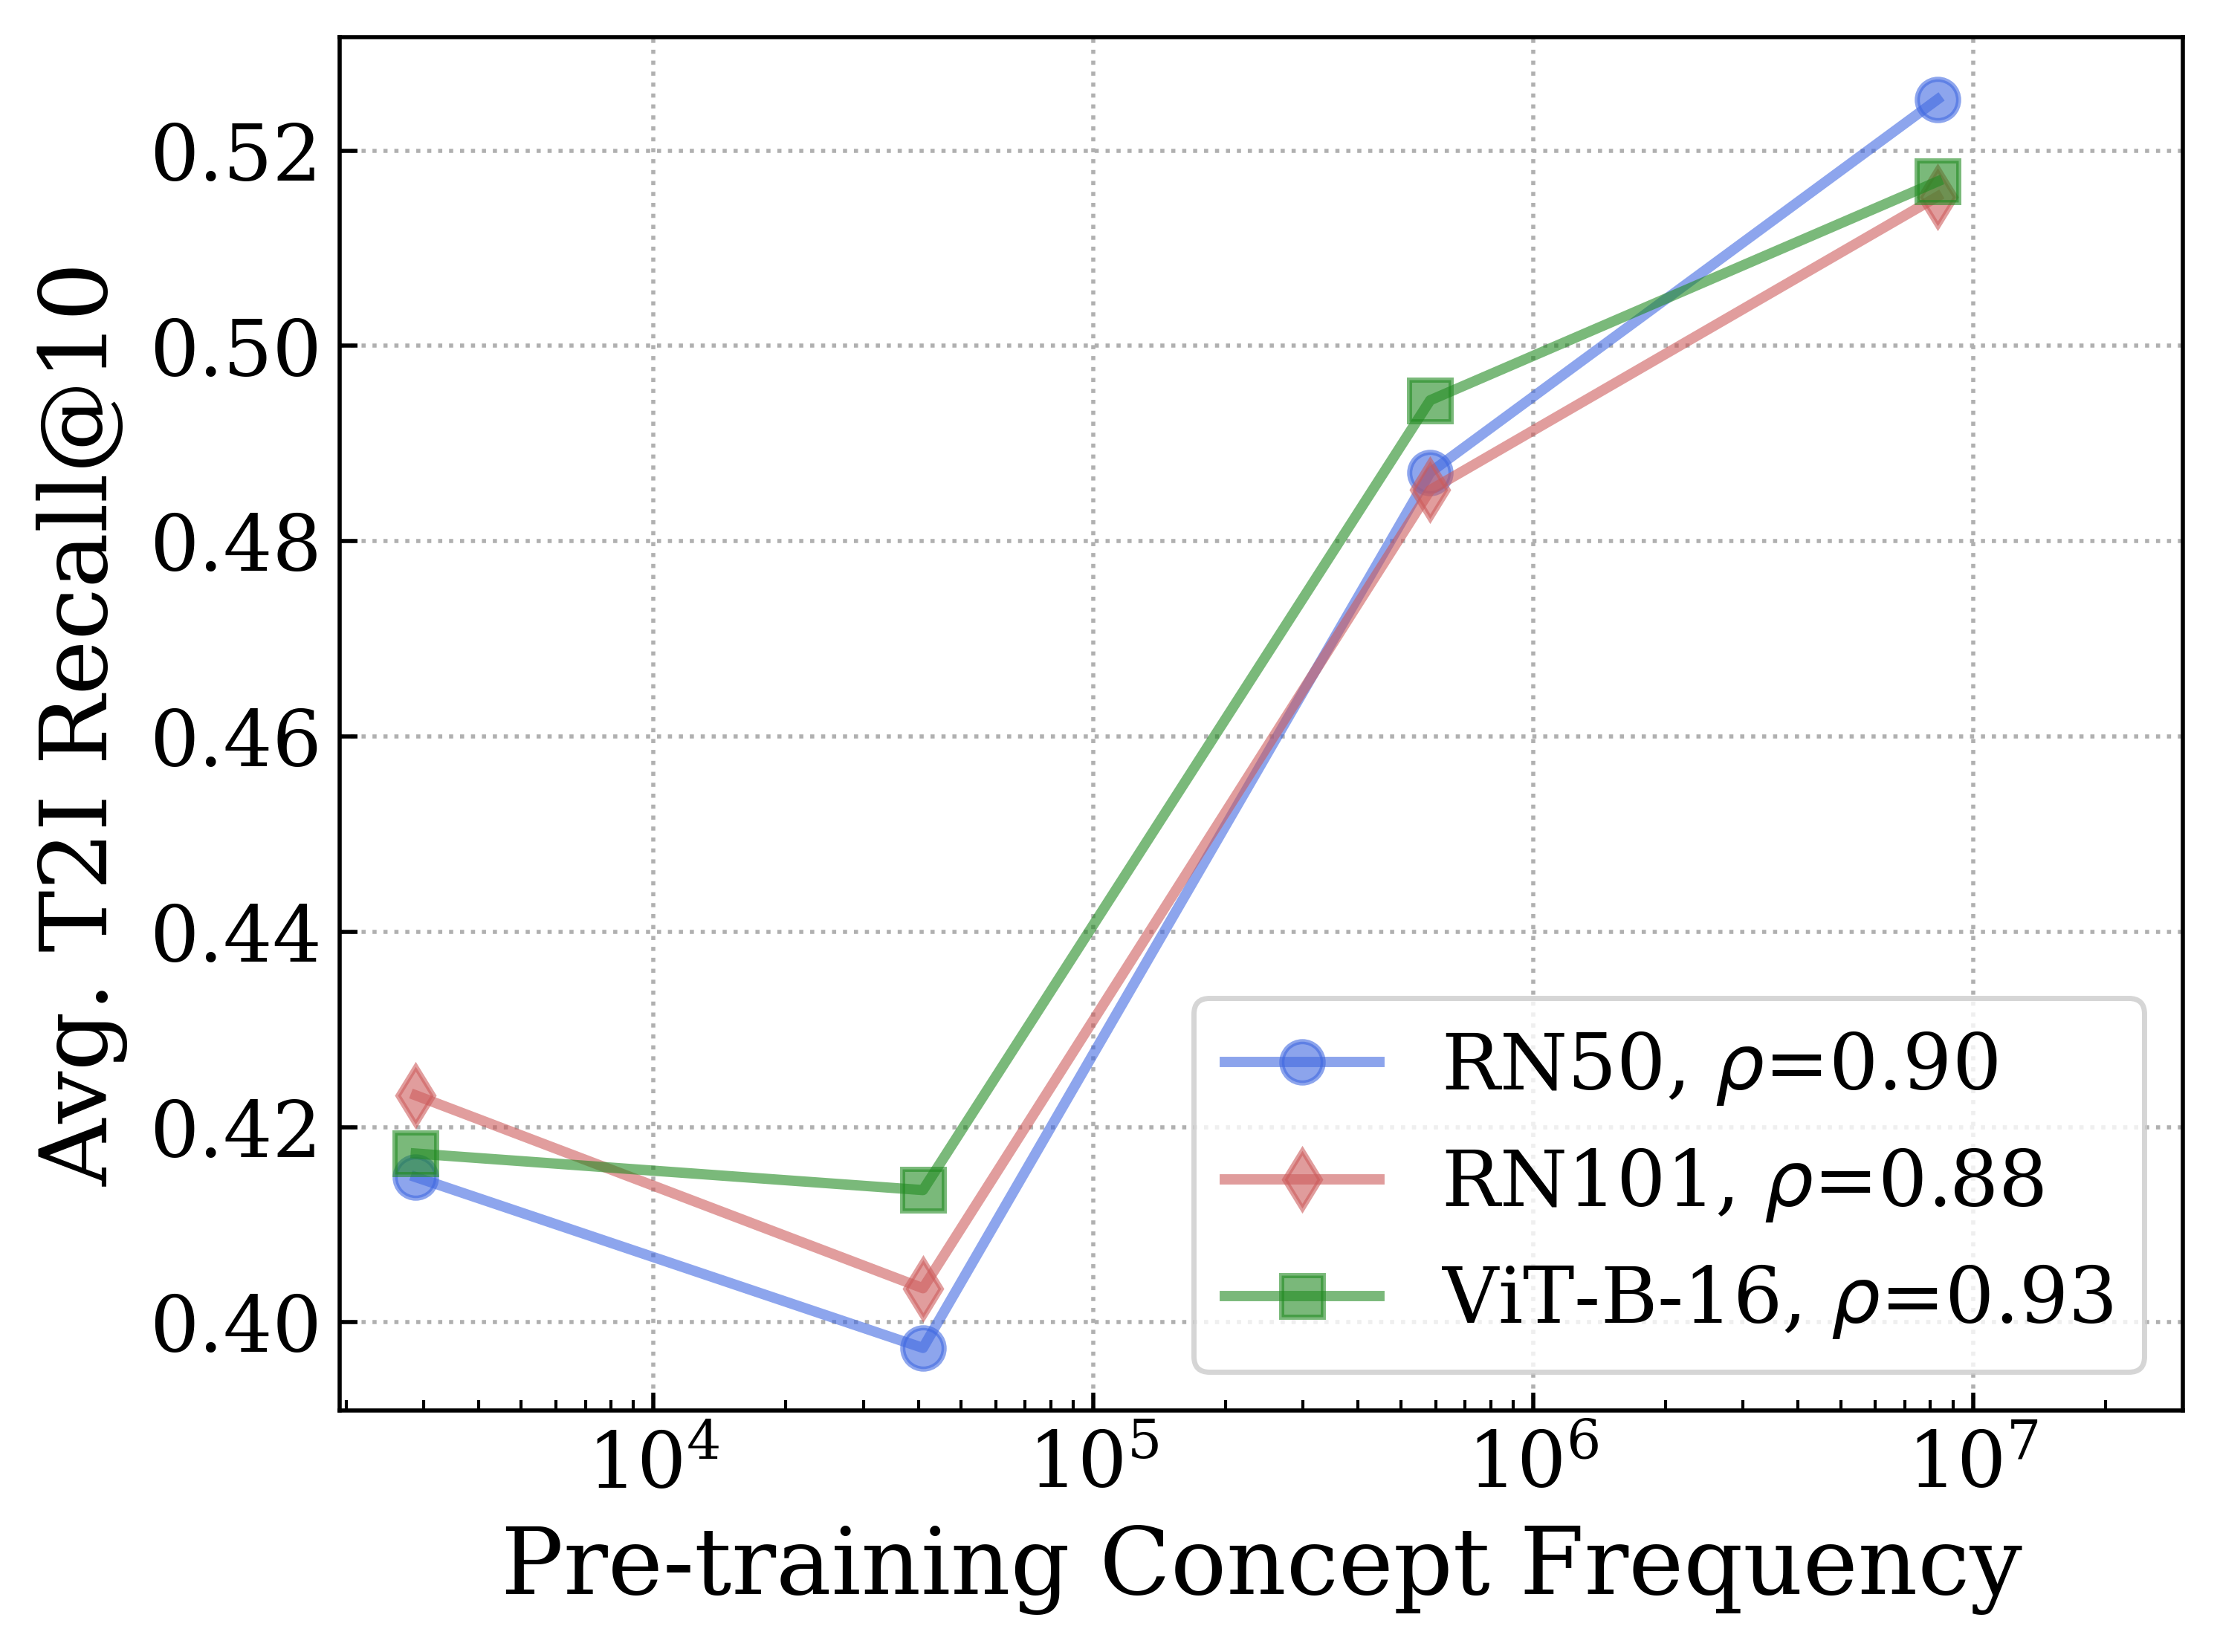 Avg. T2I Recall@10
0.52
0.50
0.48
0.46
0.44
0.42
0.40
RN50, ρ=0.90
RN101, ρ=0.88
ViT-B-16, ρ=0.93
10⁴ 10⁵ 10⁶ 10⁷
Pre-training Concept Frequency